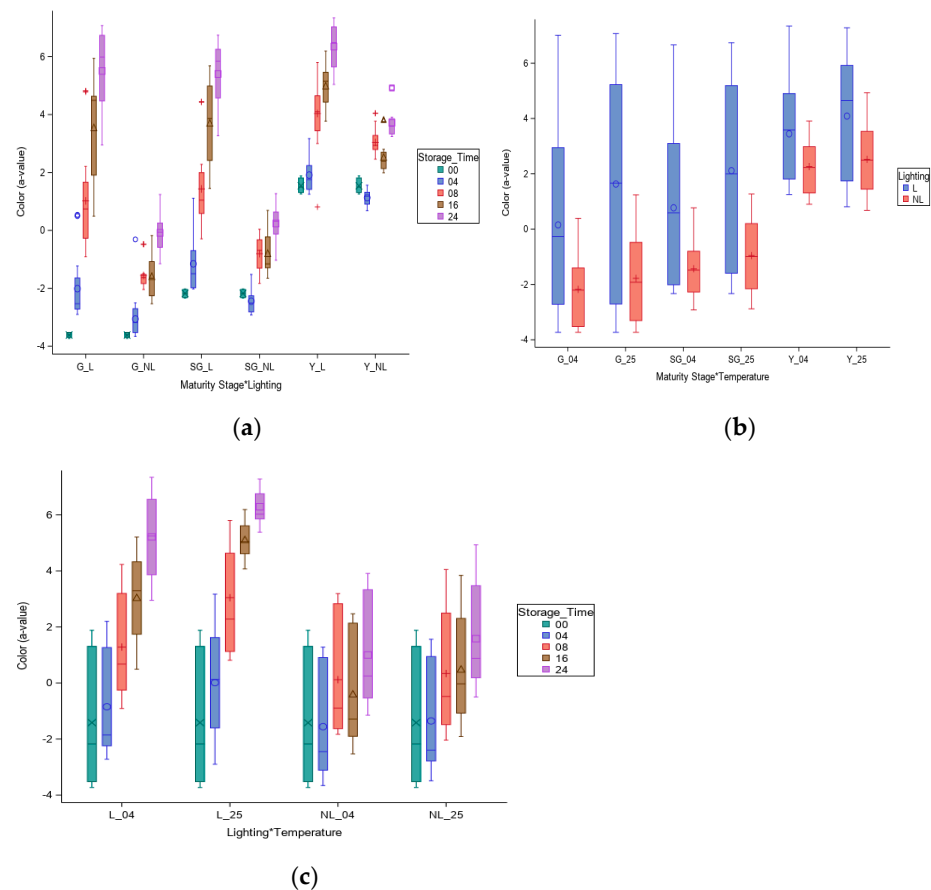 6
4
2
0
-2
-4
Color (a-value)
G_L
G_NL
SG_L
SG_NL
Y_L
Y_NL
Maturity Stage*Lighting
Storage_Time
00
04
08
16
24
(a)
6
4
2
0
-2
-4
Color (a-value)
G_04
G_25
SG_04
SG_25
Y_04
Y_25
Maturity Stage*Temperature
Lighting
L
NL
(b)
6
4
2
0
-2
-4
Color (a-value)
L_04
L_25
NL_04
NL_25
Lighting*Temperature
Storage_Time
00
04
08
16
24
(c)